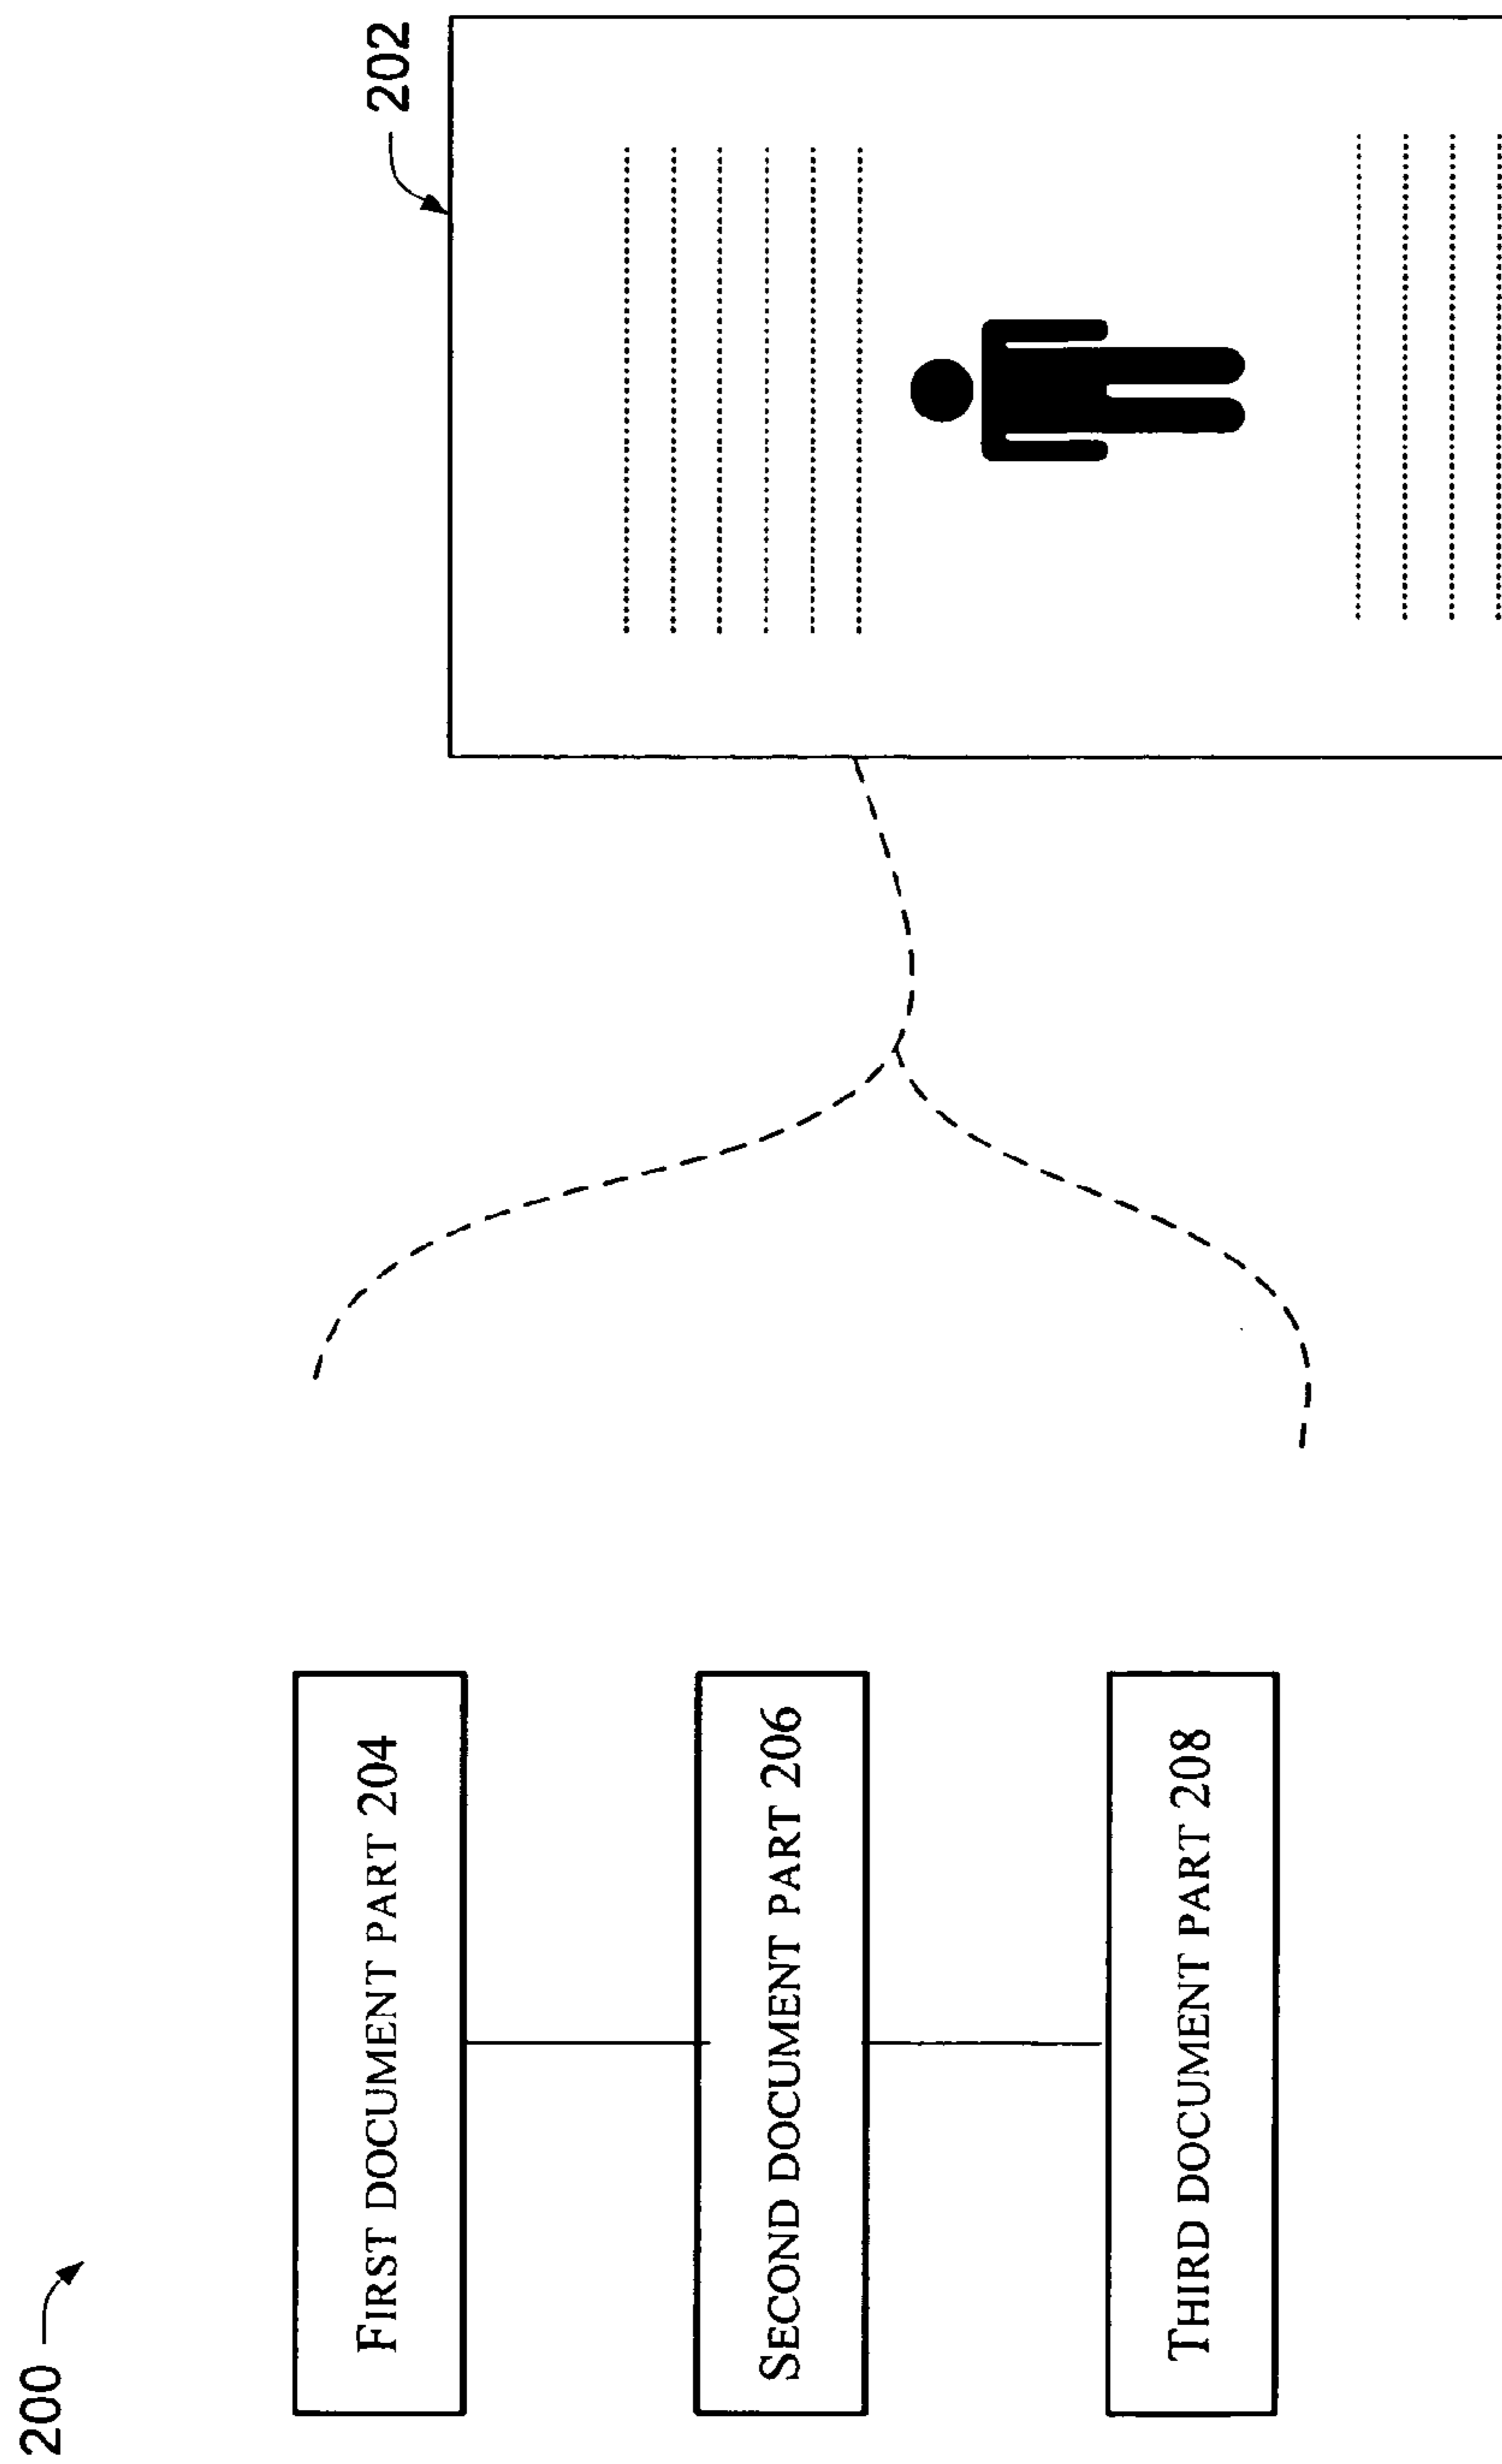 200
202
FIRST DOCUMENT PART 204
SECOND DOCUMENT PART 206
THIRD DOCUMENT PART 208